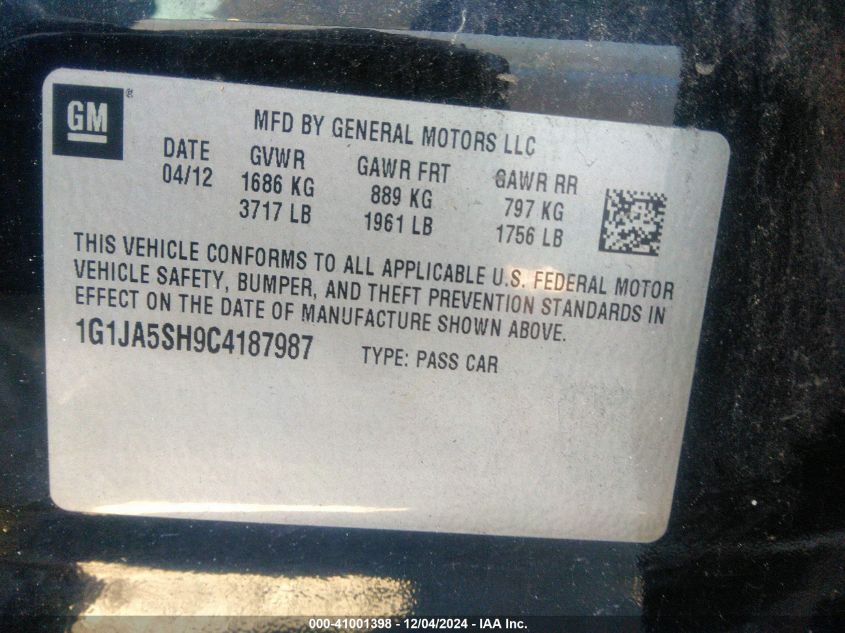 GM ®
MFD BY GENERAL MOTORS LLC
DATE GVWR GAWR FRT GAWR RR
04/12 1686 KG 889 KG 797 KG
3717 LB 1961 LB 1756 LB
THIS VEHICLE CONFORMS TO ALL APPLICABLE U.S. FEDERAL MOTOR
VEHICLE SAFETY, BUMPER, AND THEFT PREVENTION STANDARDS IN
EFFECT ON THE DATE OF MANUFACTURE SHOWN ABOVE.
1G1JA5SH9C4187987 TYPE: PASS CAR
000-41001398 - 12/04/2024 - IAA Inc.